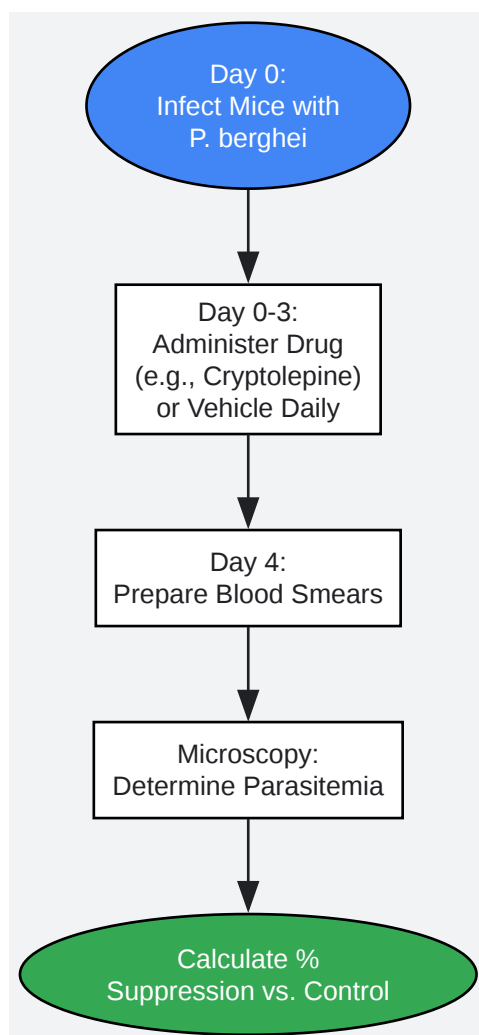 Day 0:
Infect Mice with
P. berghei
Day 0-3:
Administer Drug
(e.g., Cryptolepine)
or Vehicle Daily
Day 4:
Prepare Blood Smears
Microscopy:
Determine Parasitemia
Calculate %
Suppression vs. Control